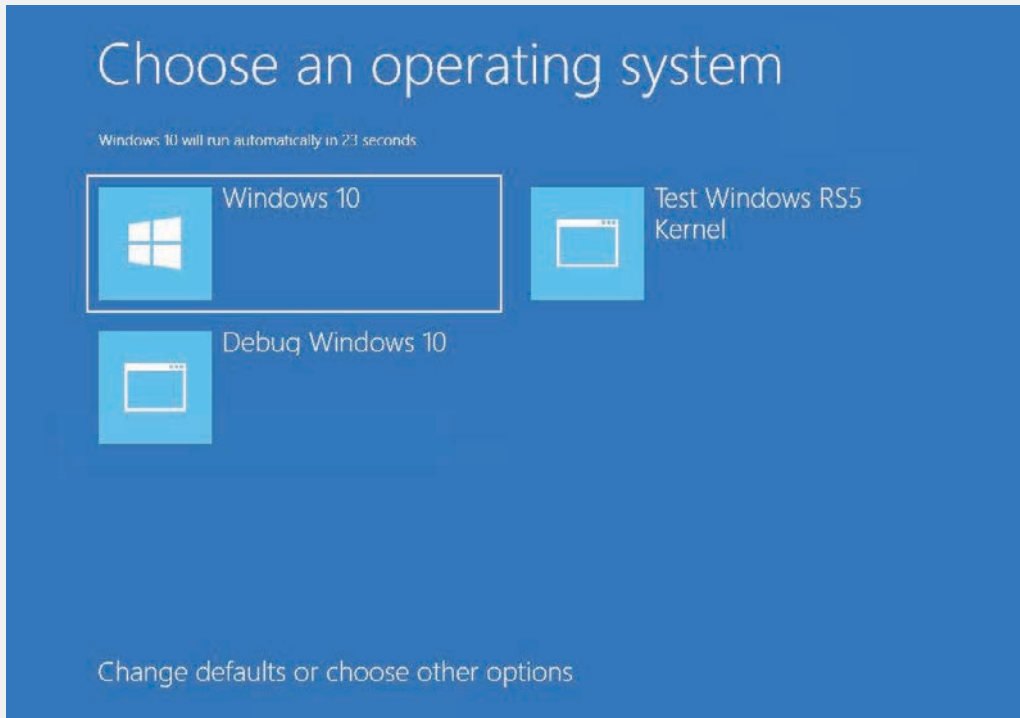 Choose an operating system
Windows 10 will run automatically in 23 seconds
Windows 10
Test Windows RS5
Kernel
Debug Windows 10
Change defaults or choose other options